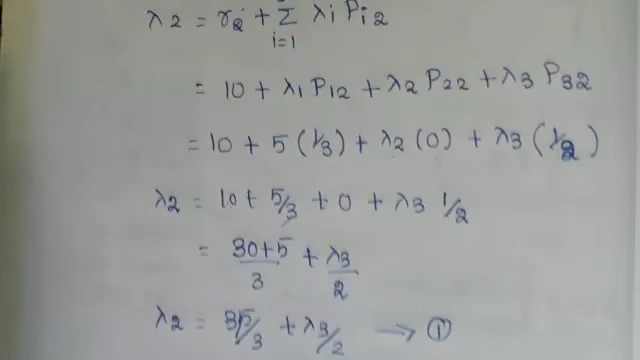 λ2 = r2 + Σ i=1 λi Pi2
= 10 + λ1 P12 + λ2 P22 + λ3 P32
= 10 + 5 (1/3) + λ2 (0) + λ3 (1/2)
λ2 = 10 + 5/3 + 0 + λ3 1/2
= 30+5/3 + λ3/2
λ2 = 35/3 + λ3/2 → ①